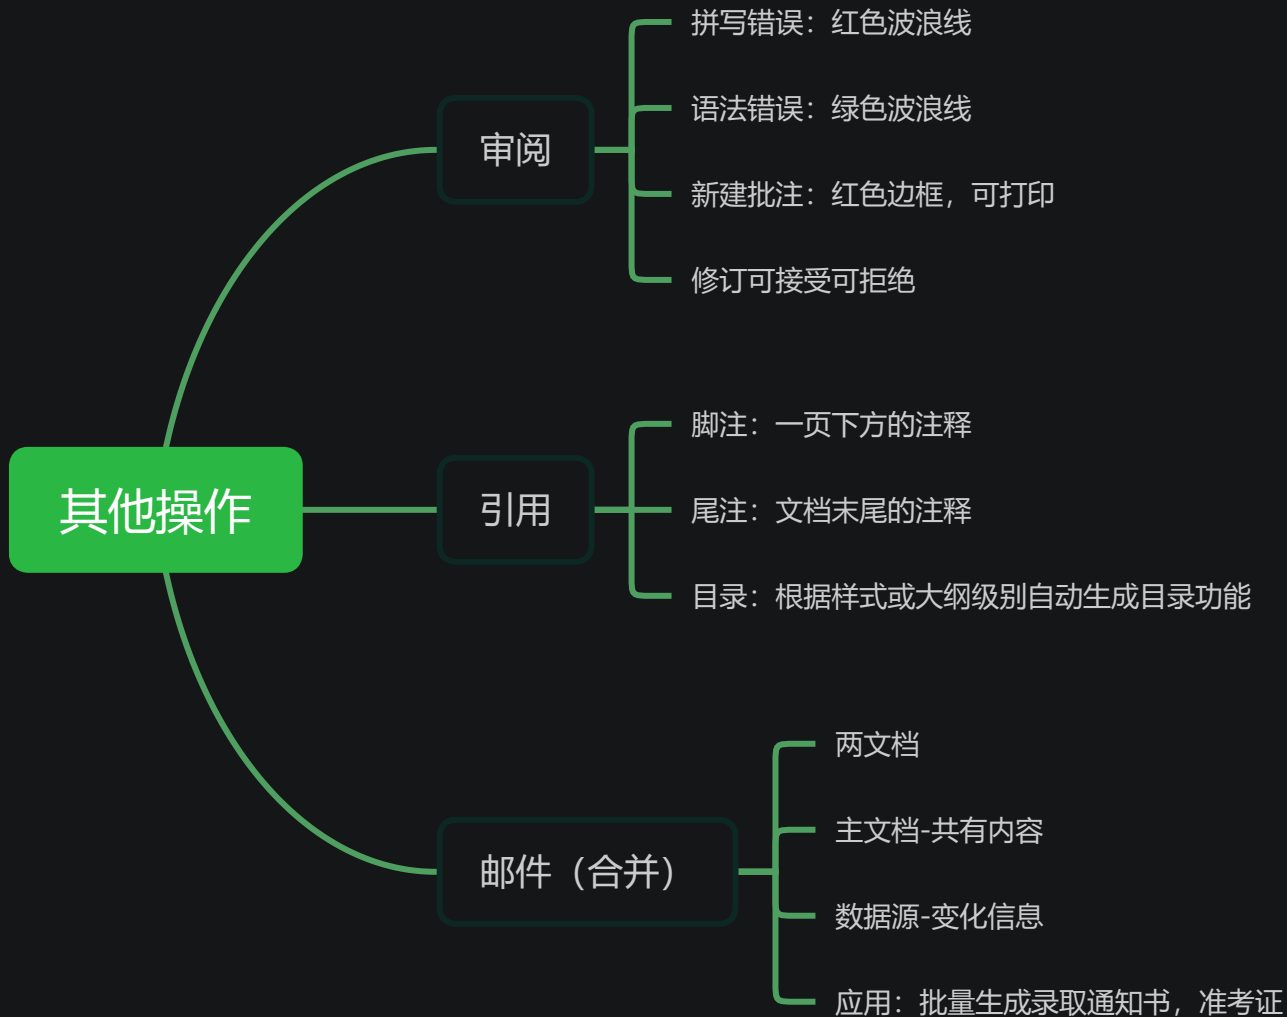 其他操作
审阅
拼写错误：红色波浪线
语法错误：绿色波浪线
新建批注：红色边框，可打印
修订可接受可拒绝
引用
脚注：一页下方的注释
尾注：文档末尾的注释
目录：根据样式或大纲级别自动生成目录功能
邮件（合并）
两文档
主文档-共有内容
数据源-变化信息
应用：批量生成录取通知书，准考证